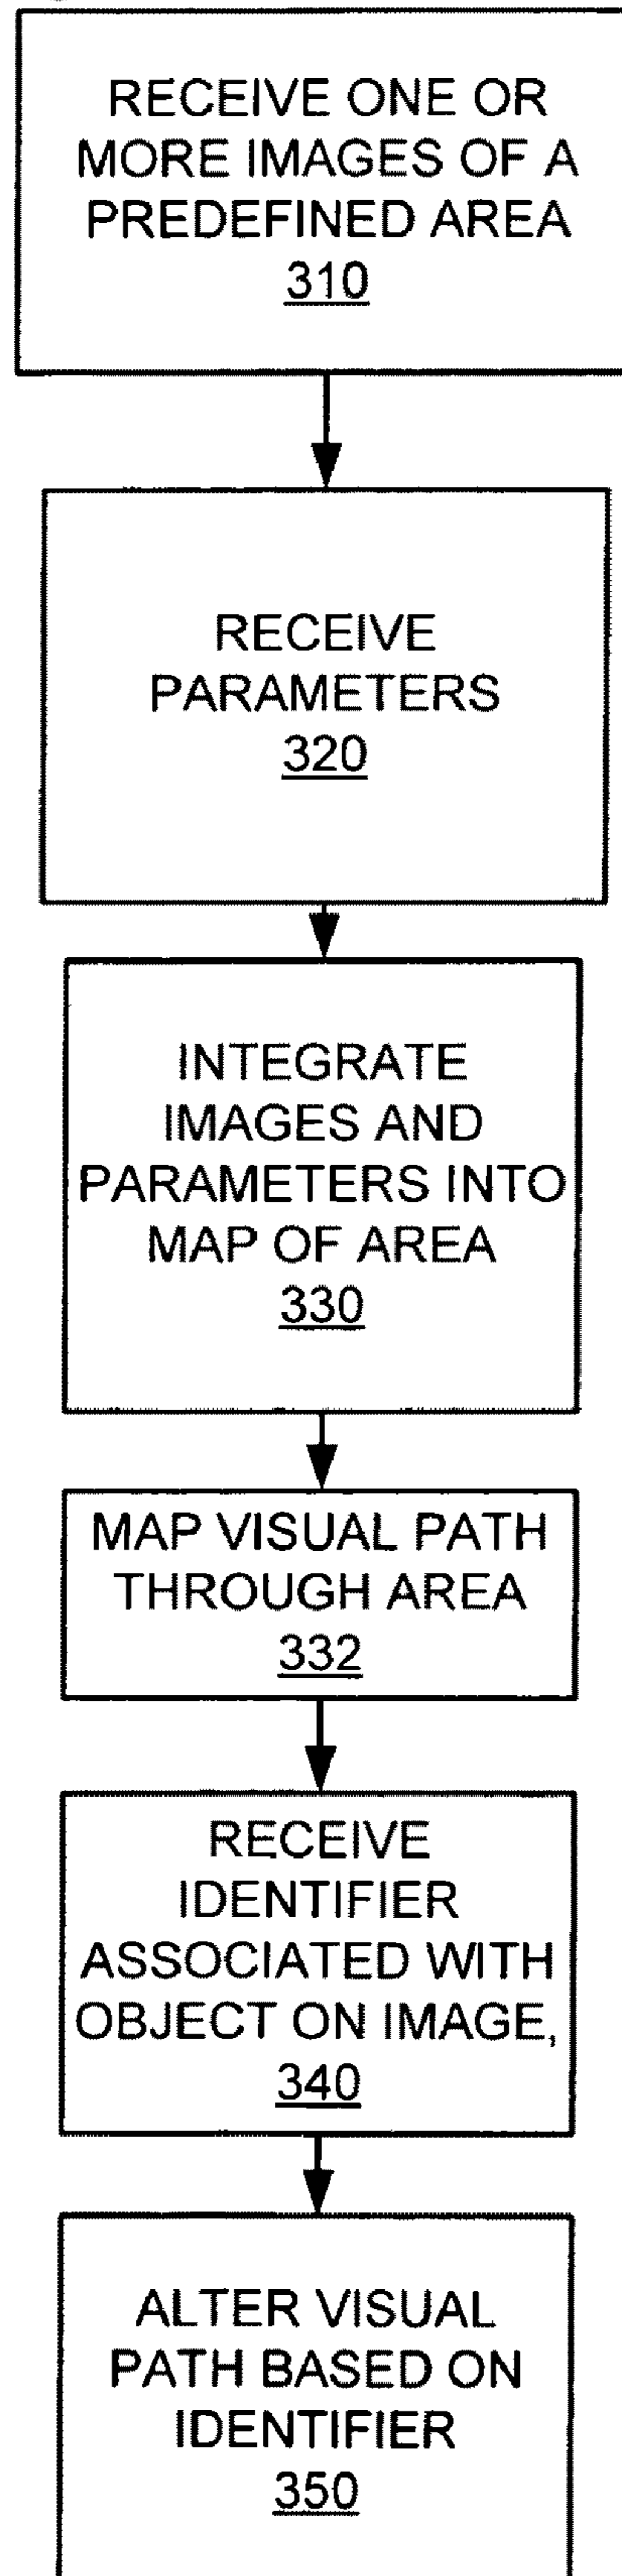 RECEIVE ONE OR
MORE IMAGES OF A
PREDEFINED AREA
310
RECEIVE
PARAMETERS
320
INTEGRATE
IMAGES AND
PARAMETERS INTO
MAP OF AREA
330
MAP VISUAL PATH
THROUGH AREA
332
RECEIVE
IDENTIFIER
ASSOCIATED WITH
OBJECT ON IMAGE,
340
ALTER VISUAL
PATH BASED ON
IDENTIFIER
350